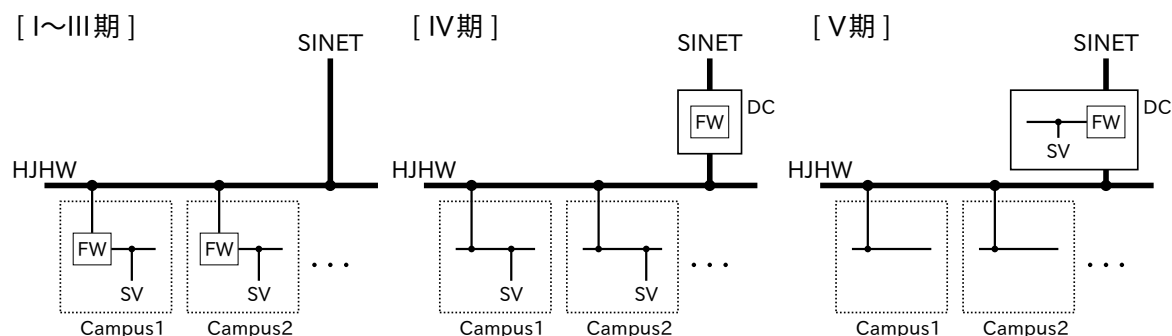 [ I～III期 ]
SINET
HJHW
FW
SV
FW
SV
･･･
Campus1
Campus2
[ IV期 ]
SINET
DC
FW
HJHW
SV
SV
･･･
Campus1
Campus2
[ V期 ]
SINET
DC
FW
SV
HJHW
･･･
Campus1
Campus2